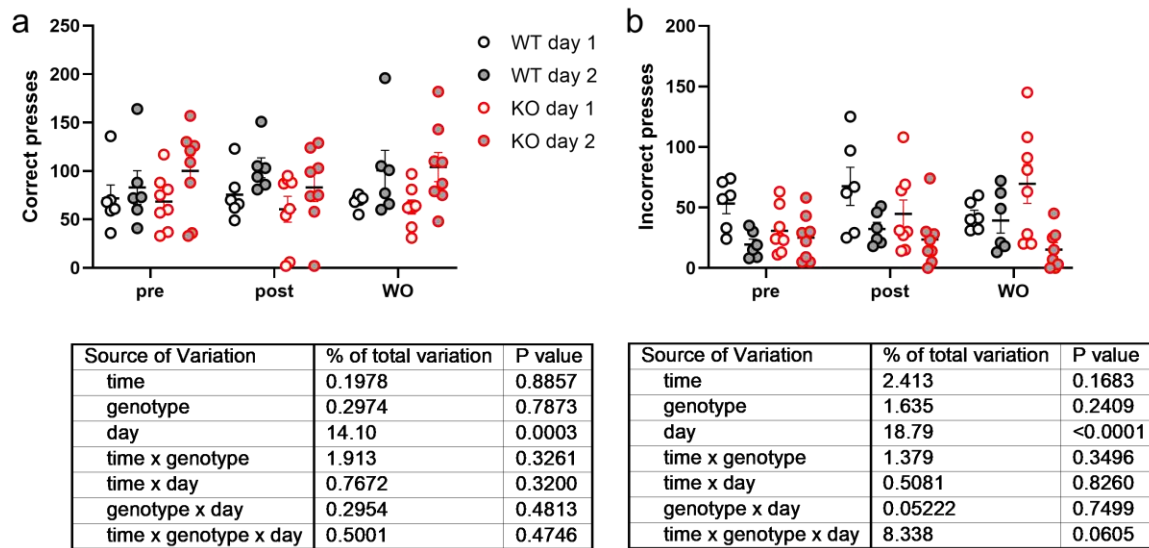 a
250
200
150
100
50
0
Correct presses
pre post WO
WT day 1
WT day 2
KO day 1
KO day 2
b
200
150
100
50
0
Incorrect presses
pre post WO
Source of Variation % of total variation P value
time 0.1978 0.8857
genotype 0.2974 0.7873
day 14.10 0.0003
time x genotype 1.913 0.3261
time x day 0.7672 0.3200
genotype x day 0.2954 0.4813
time x genotype x day 0.5001 0.4746
Source of Variation % of total variation P value
time 2.413 0.1683
genotype 1.635 0.2409
day 18.79 <0.0001
time x genotype 1.379 0.3496
time x day 0.5081 0.8260
genotype x day 0.05222 0.7499
time x genotype x day 8.338 0.0605